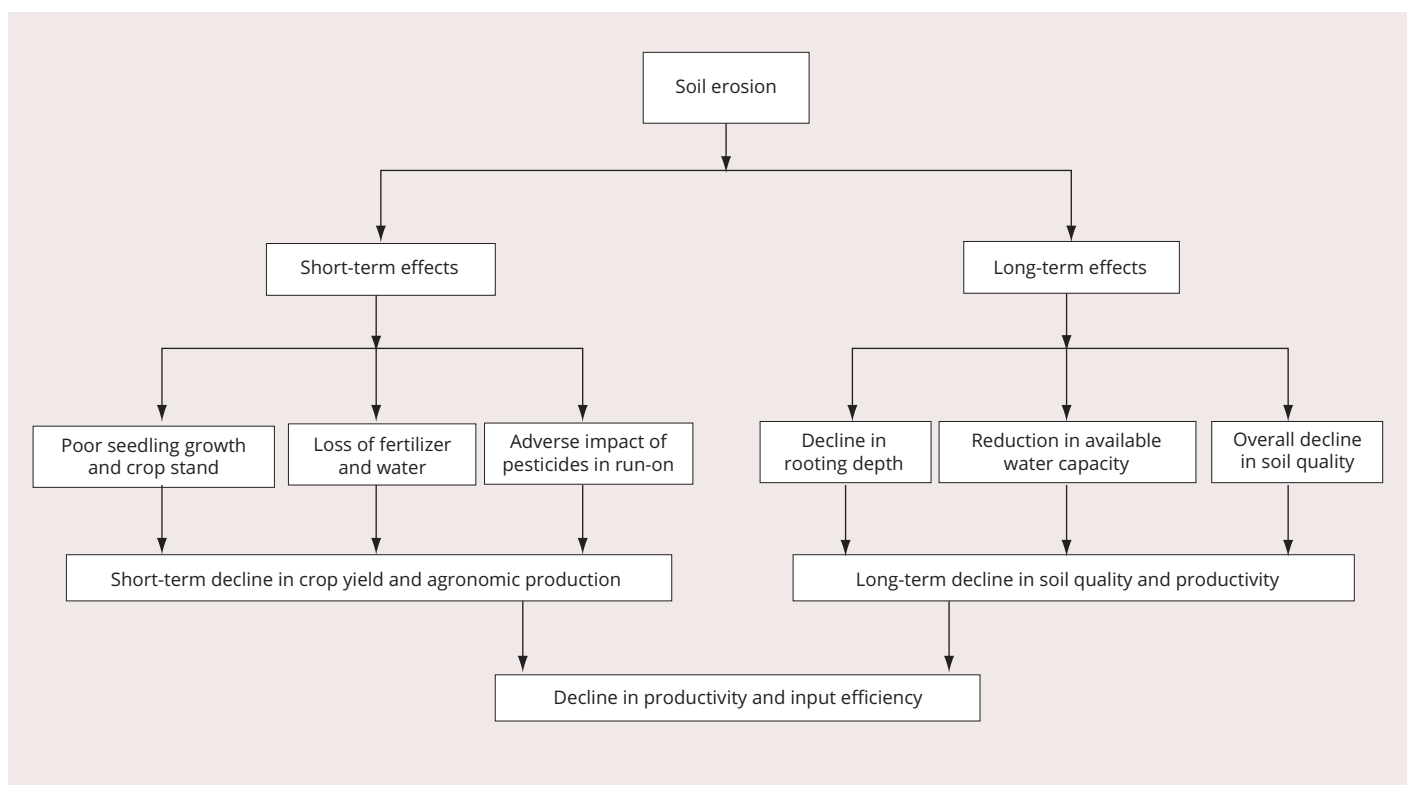 Soil erosion
Short-term effects
Long-term effects
Poor seedling growth
and crop stand
Loss of fertilizer
and water
Adverse impact of
pesticides in run-on
Decline in
rooting depth
Reduction in available
water capacity
Overall decline
in soil quality
Short-term decline in crop yield and agronomic production
Long-term decline in soil quality and productivity
Decline in productivity and input efficiency